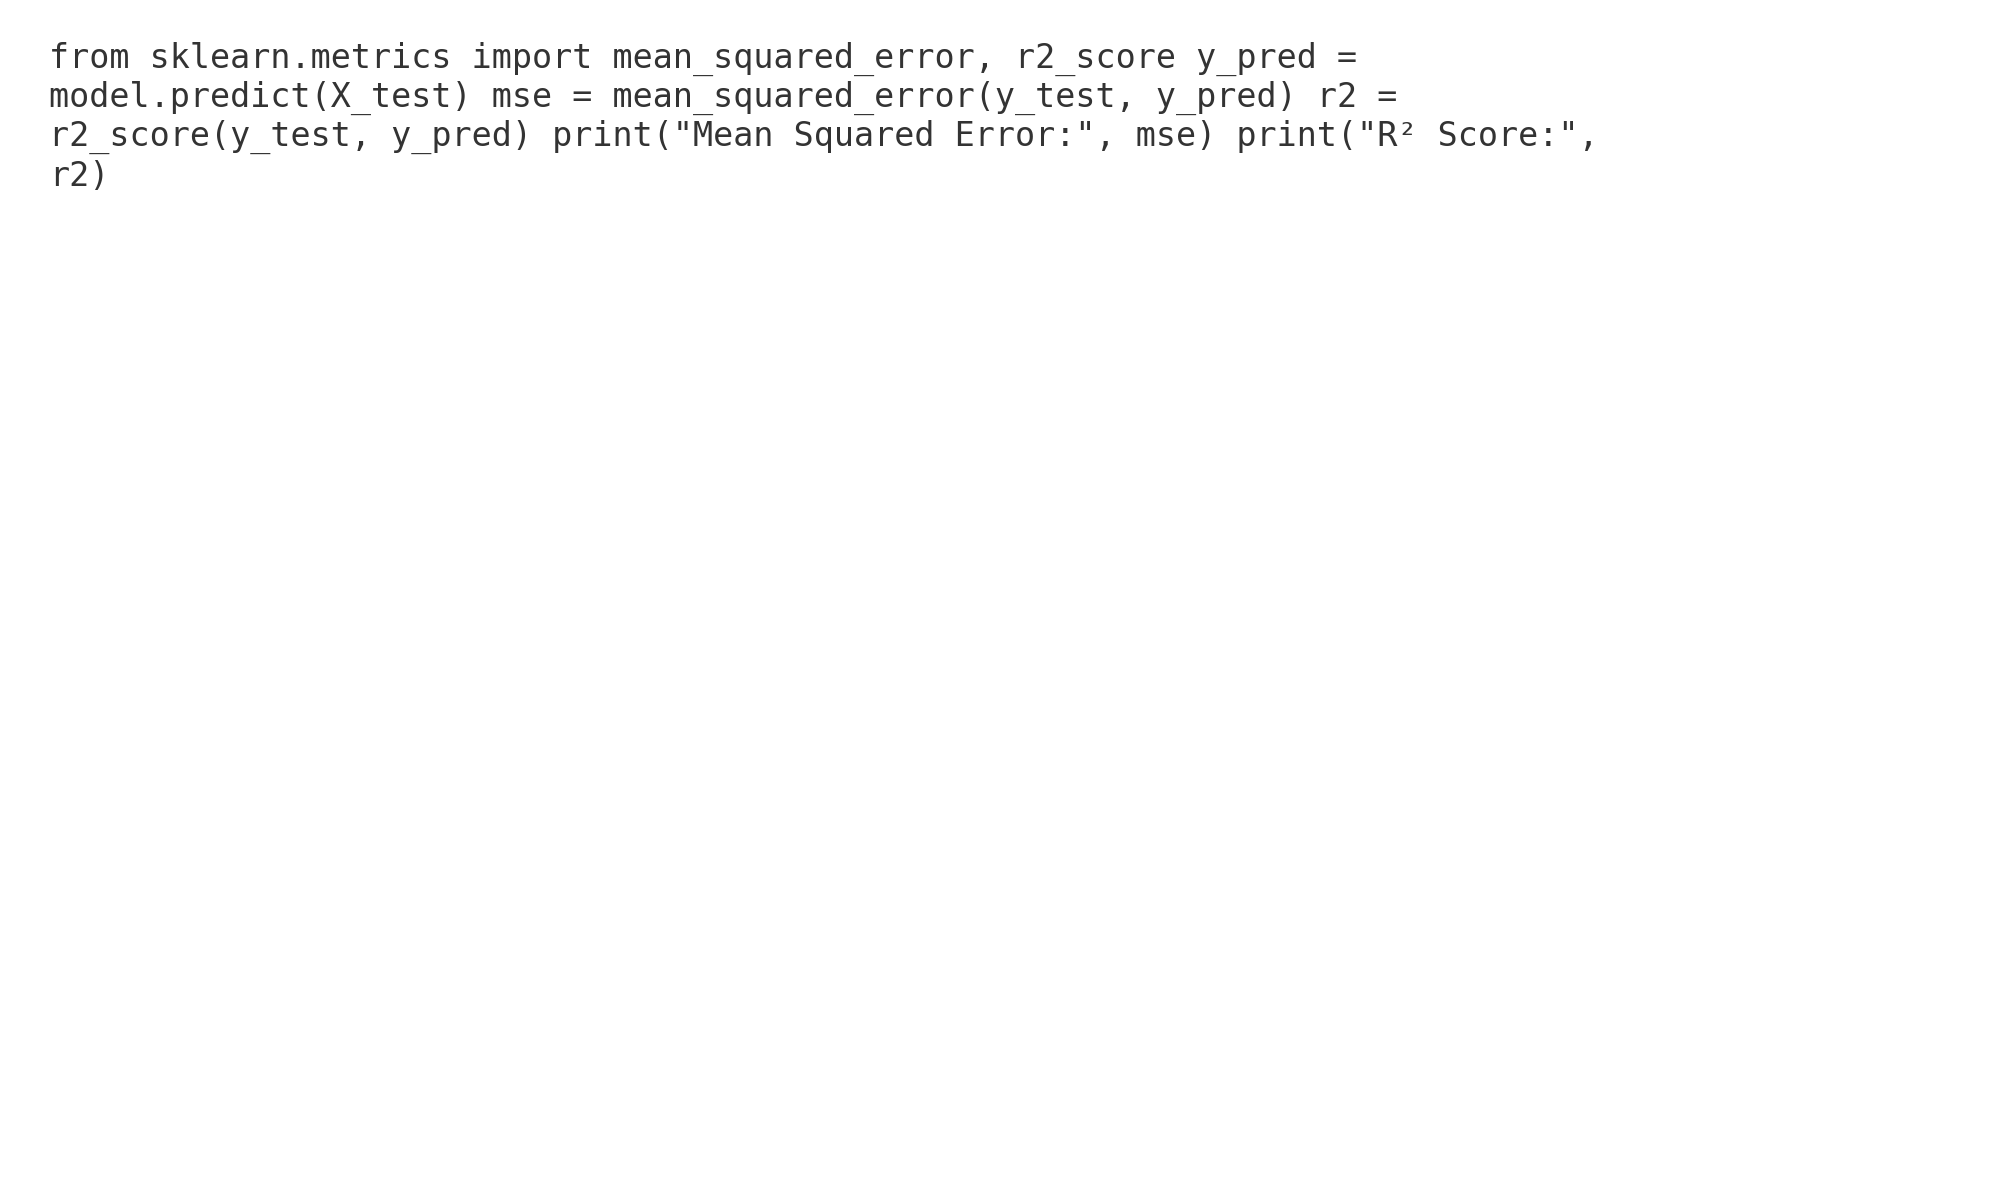 from sklearn.metrics import mean_squared_error, r2_score y_pred =
model.predict(X_test) mse = mean_squared_error(y_test, y_pred) r2 =
r2_score(y_test, y_pred) print("Mean Squared Error:", mse) print("R² Score:",
r2)